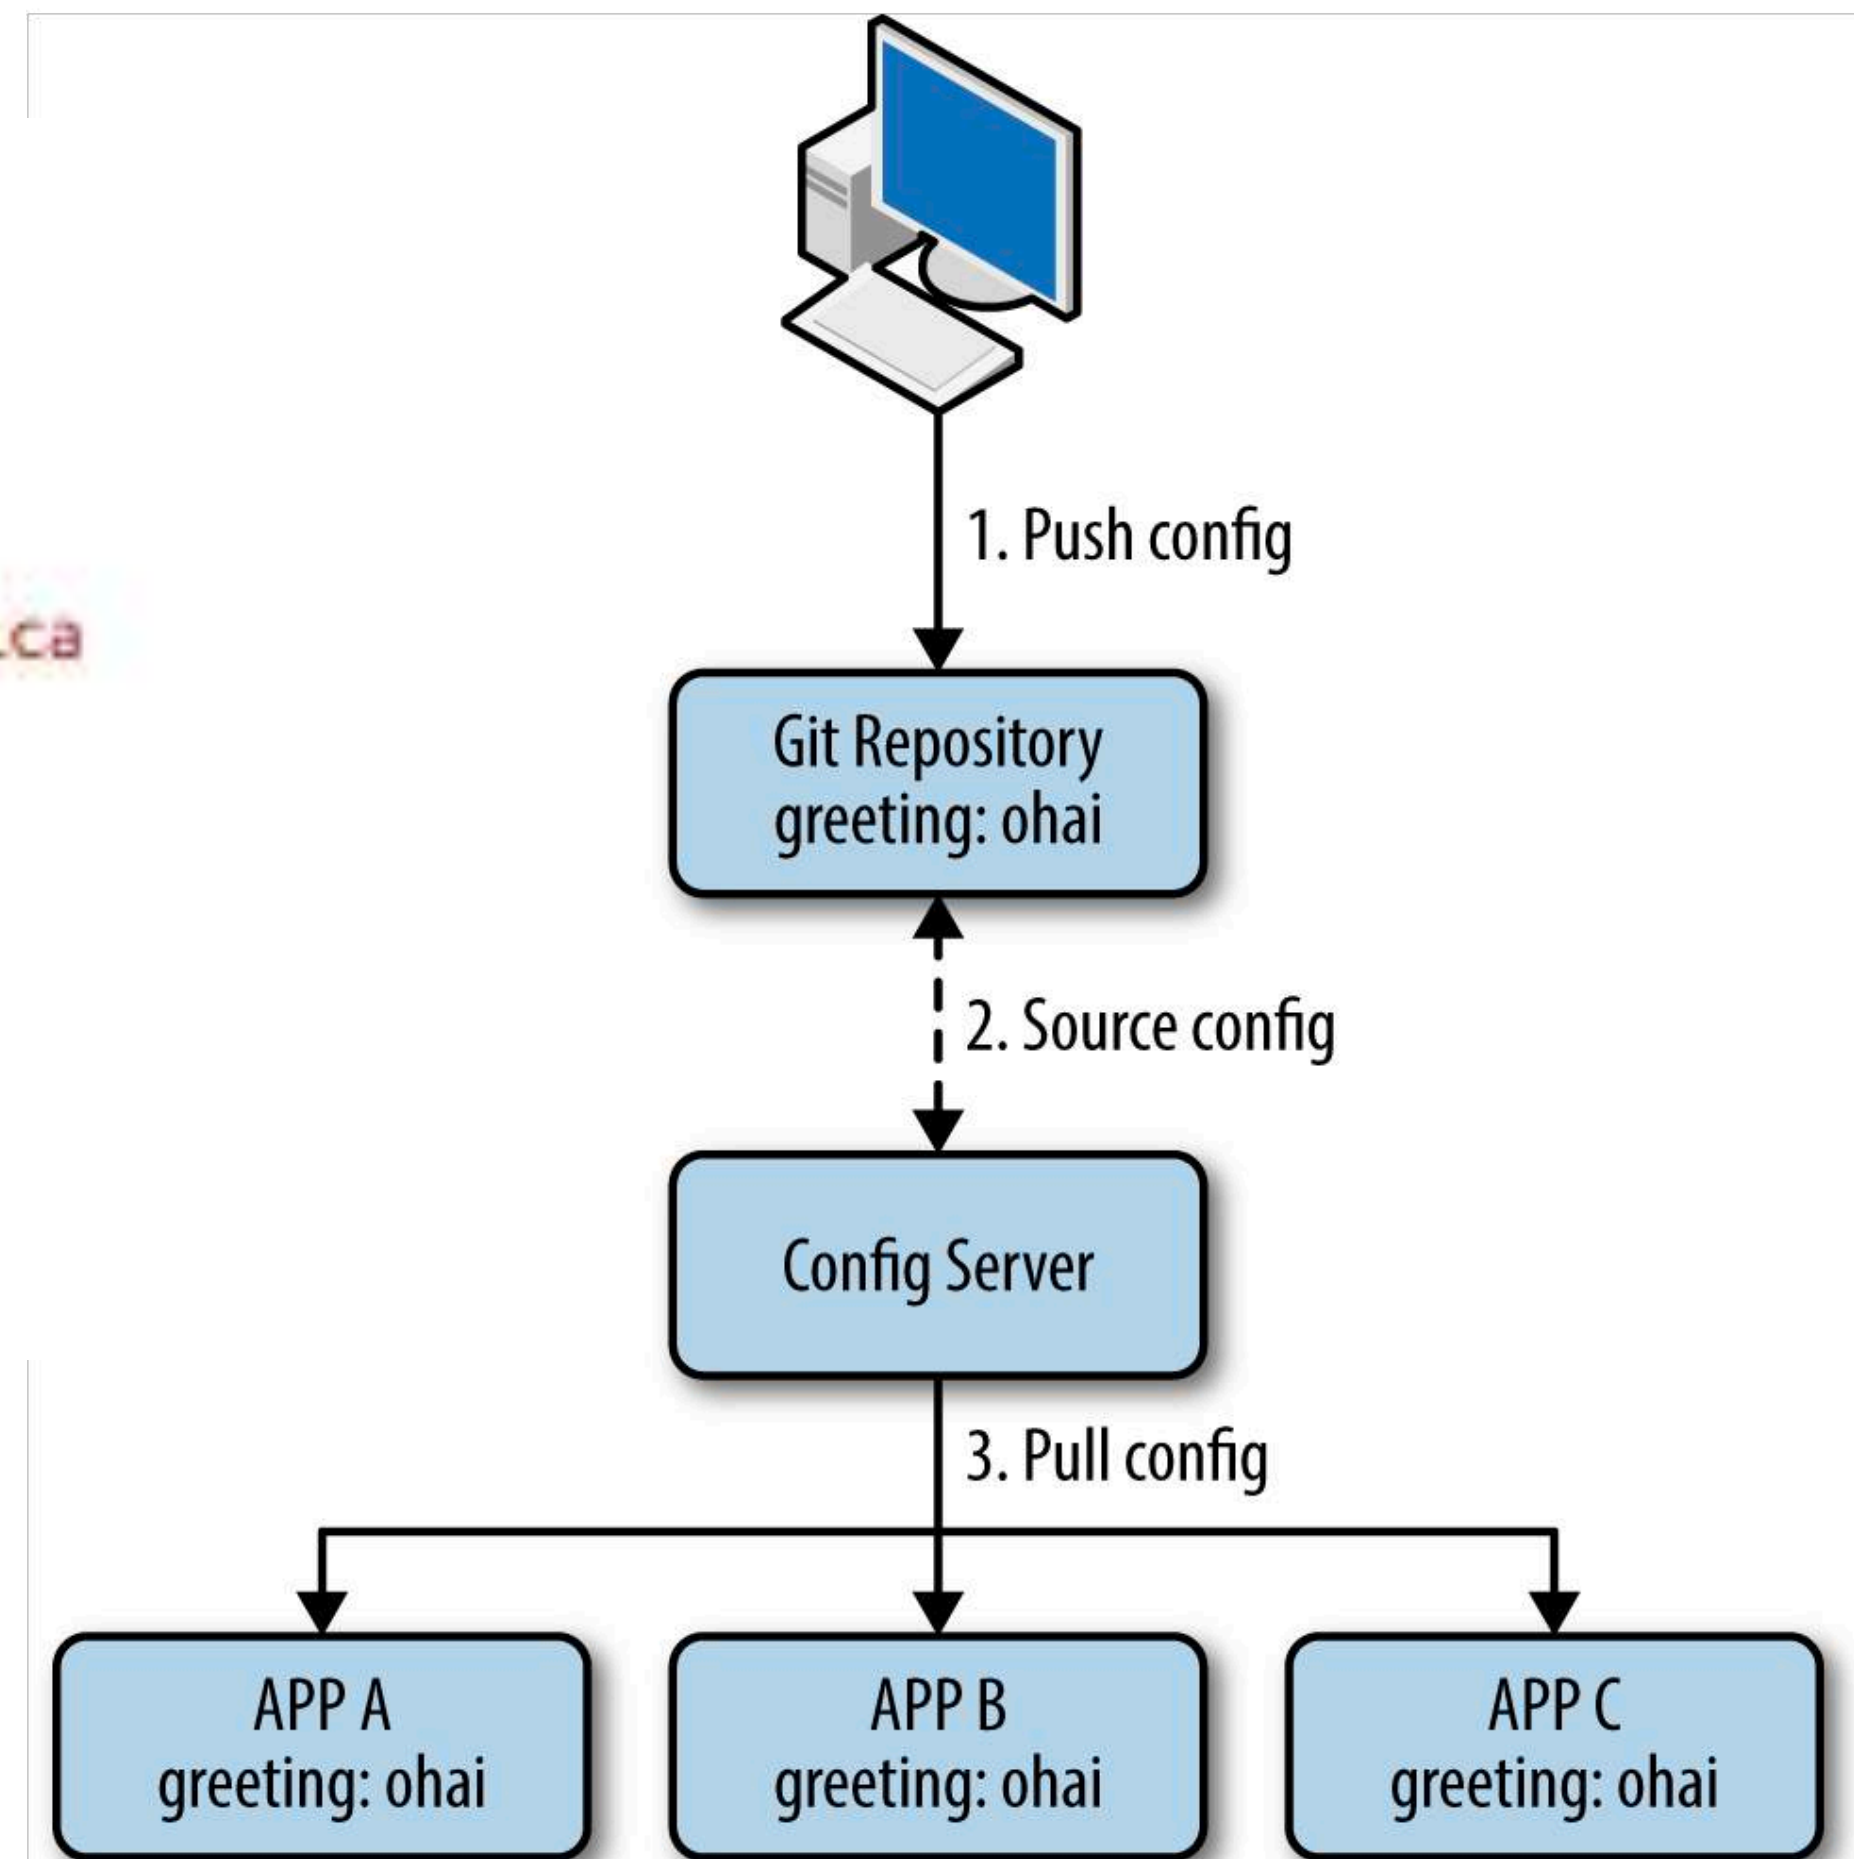 1. Push config
.ca
Git Repository
greeting: ohai
2. Source config
Config Server
3. Pull config
APP A
greeting: ohai
APP B
greeting: ohai
APP C
greeting: ohai